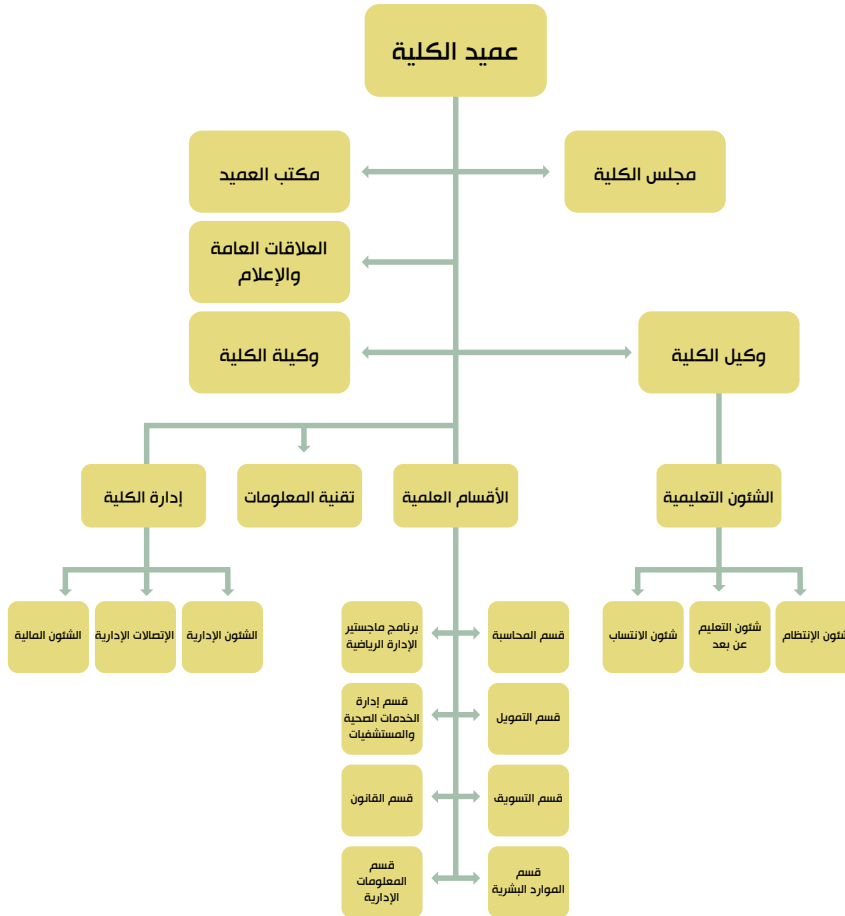 عميد الكلية
مجلس الكلية
مكتب العميد
العلاقات العامة
والإعلام
وكيل الكلية
وكيلة الكلية
الشئون التعليمية
الأقسام العلمية
تقنية المعلومات
إدارة الكلية
شئون الإنتظام
شئون التعليم
عن بعد
شئون الانتساب
الشئون الإدارية
الإتصالات الإدارية
الشئون المالية
قسم المحاسبة
برنامج ماجستير
الإدارة الرياضية
قسم التمويل
قسم إدارة
الخدمات الصحية
والمستشفيات
قسم التسويق
قسم القانون
قسم
الموارد البشرية
قسم
المعلومات
الإدارية